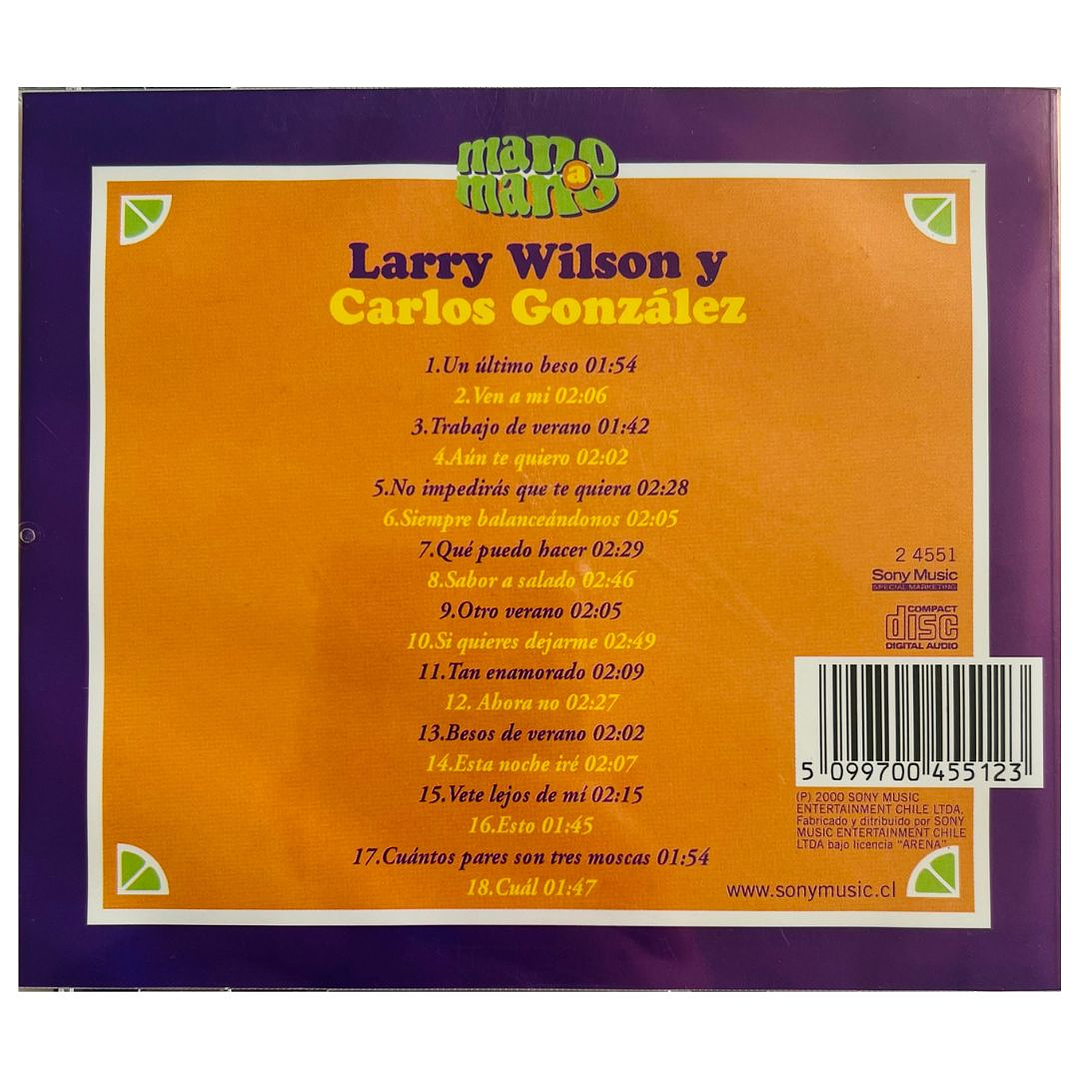 mano
a
mano
Larry Wilson y
Carlos González
1.Un último beso 01:54
2.Ven a mi 02:06
3.Trabajo de verano 01:42
4.Aún te quiero 02:02
5.No impedirás que te quiera 02:28
6.Siempre balanceándonos 02:05
7.Qué puedo hacer 02:29
8.Sabor a salado 02:46
9.Otro verano 02:05
10.Si quieres dejarme 02:49
11.Tan enamorado 02:09
12. Ahora no 02:27
13.Besos de verano 02:02
14.Esta noche iré 02:07
15.Vete lejos de mí 02:15
16.Esto 01:45
17.Cuántos pares son tres moscas 01:54
18.Cuál 01:47
2 4551
Sony Music
SPECIAL MARKETING
COMPACT
disc
DIGITAL AUDIO
5 099700 455123
(P) 2000 SONY MUSIC
ENTERTAINMENT CHILE LTDA.
Fabricado y ditribuido por SONY
MUSIC ENTERTAINMENT CHILE
LTDA bajo licencia "ARENA".
www.sonymusic.cl